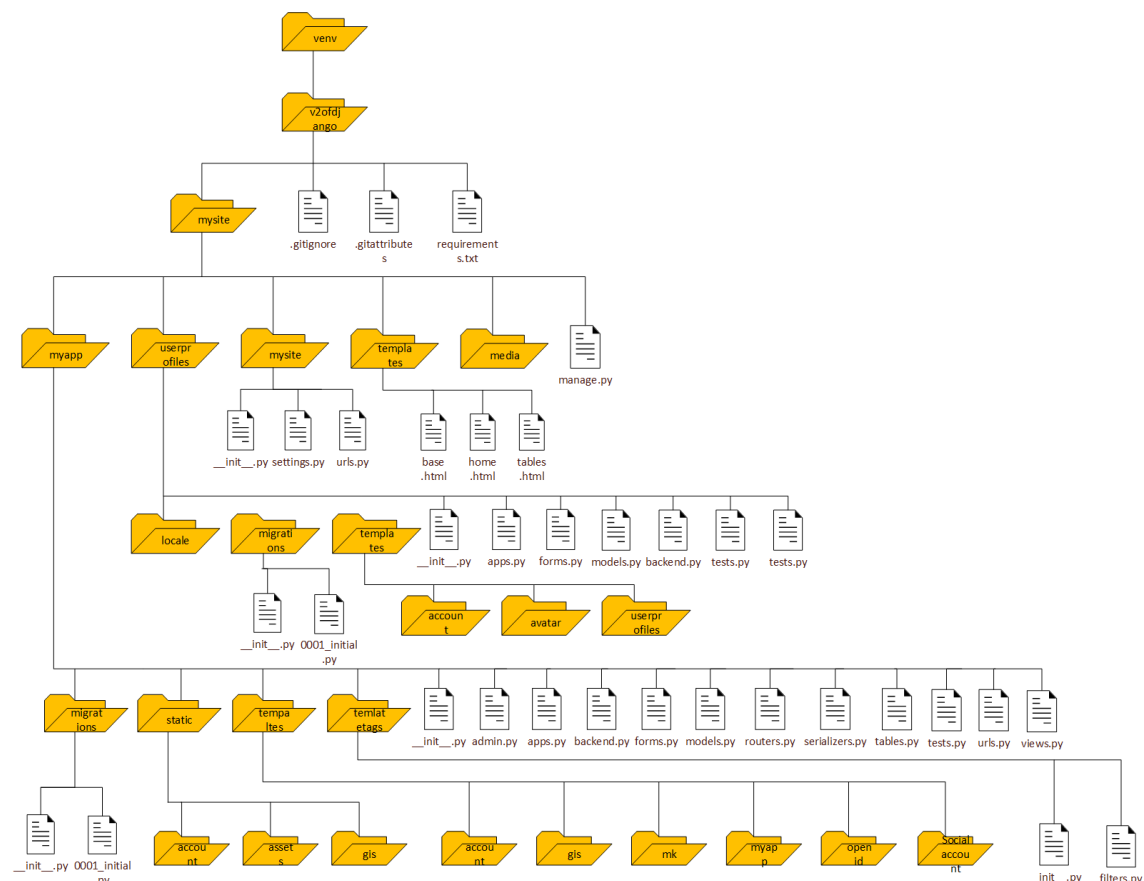 venv
v2ofdj
ango
mysite
.gitignore
.gitattribute
s
requirement
s.txt
myapp
userpr
ofiles
mysite
templa
tes
media
manage.py
__init__.py
settings.py
urls.py
base
.html
home
.html
tables
.html
locale
migrati
ons
templa
tes
__init__.py
apps.py
forms.py
models.py
backend.py
tests.py
tests.py
__init__.py
0001_initial
.py
accoun
t
avatar
userpr
ofiles
migrat
ions
static
tempa
ltes
temlat
etags
__init__.py
admin.py
apps.py
backend.py
forms.py
models.py
routers.py
serializers.py
tables.py
tests.py
urls.py
views.py
__init__.py
0001_initial
.py
accou
nt
asset
s
gis
accou
nt
gis
mk
myap
p
open
id
Social
accou
nt
__init__.py
filters.py